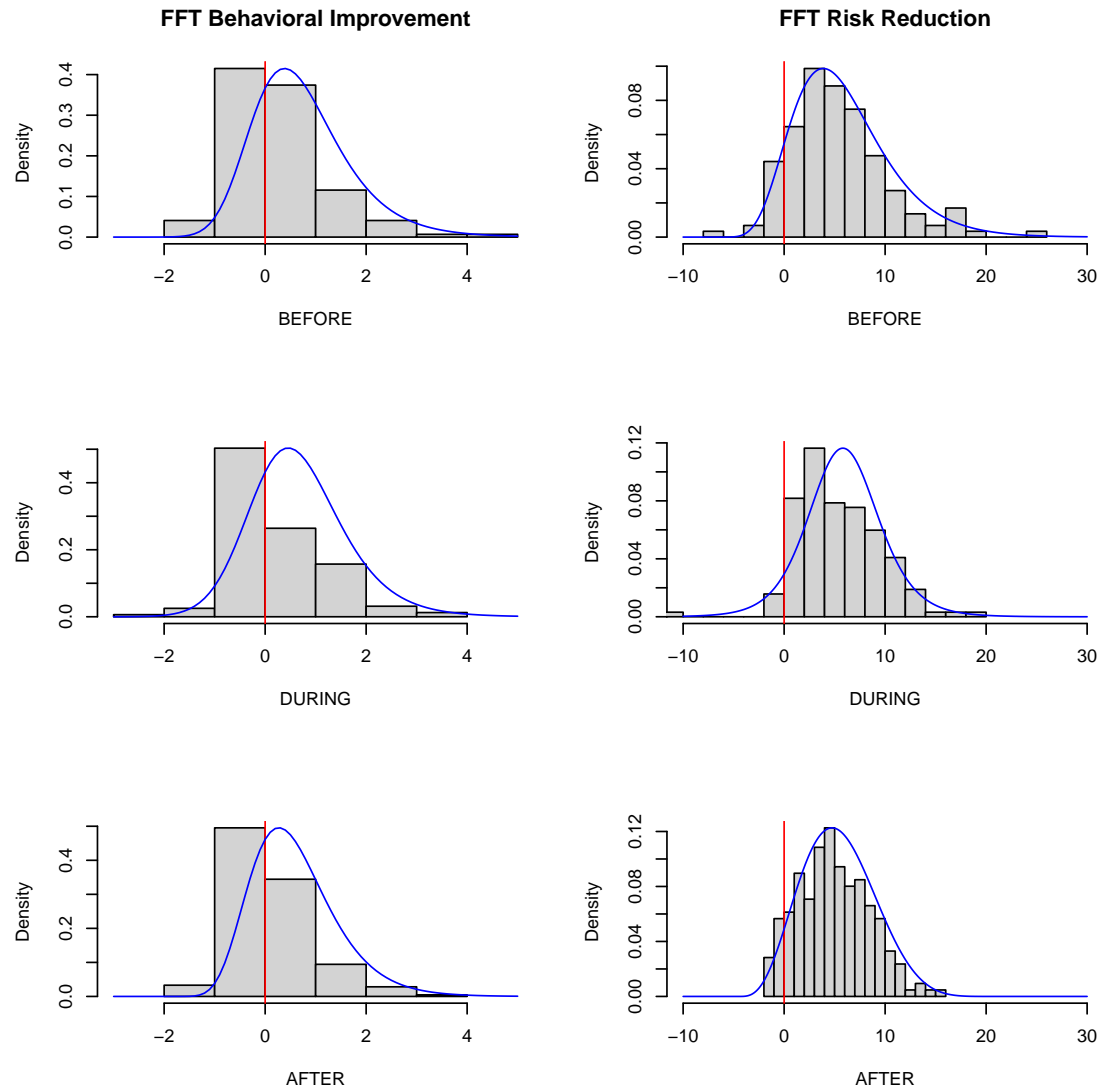 FFT Behavioral Improvement
Density
0.0 0.1 0.2 0.3 0.4
−2 0 2 4
BEFORE
FFT Risk Reduction
Density
0.00 0.04 0.08
−10 0 10 20 30
BEFORE
Density
0.0 0.2 0.4
−2 0 2 4
DURING
Density
0.00 0.04 0.08 0.12
−10 0 10 20 30
DURING
Density
0.0 0.2 0.4
−2 0 2 4
AFTER
Density
0.00 0.04 0.08 0.12
−10 0 10 20 30
AFTER